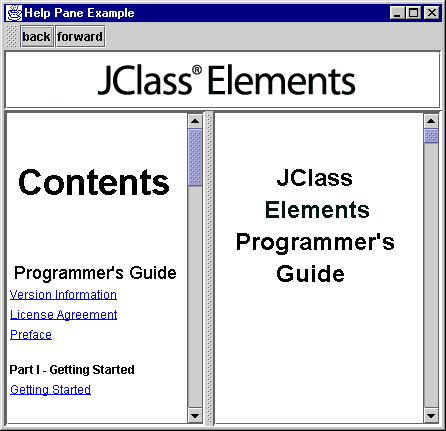 Help Pane Example
back forward
JClass® Elements
Contents
Programmer's Guide
Version Information
License Agreement
Preface
Part I - Getting Started
Getting Started
JClass
Elements
Programmer's
Guide